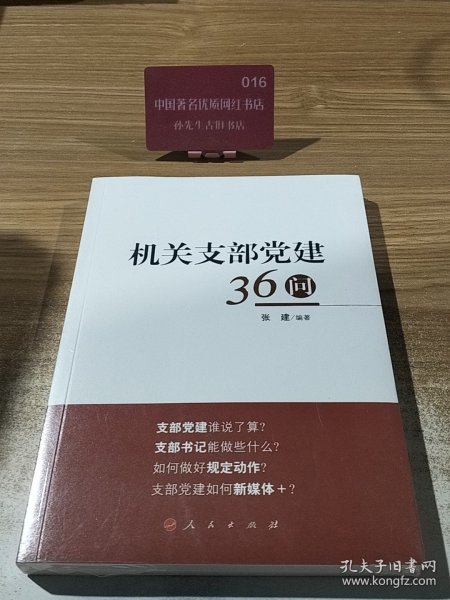 016
中国著名优质网红书店
孙先生古旧书店
机关支部党建
36问
张 建/编著
支部党建谁说了算？
支部书记能做些什么？
如何做好规定动作？
支部党建如何新媒体＋？
人民出版社
孔夫子旧书网
www.kongfz.com